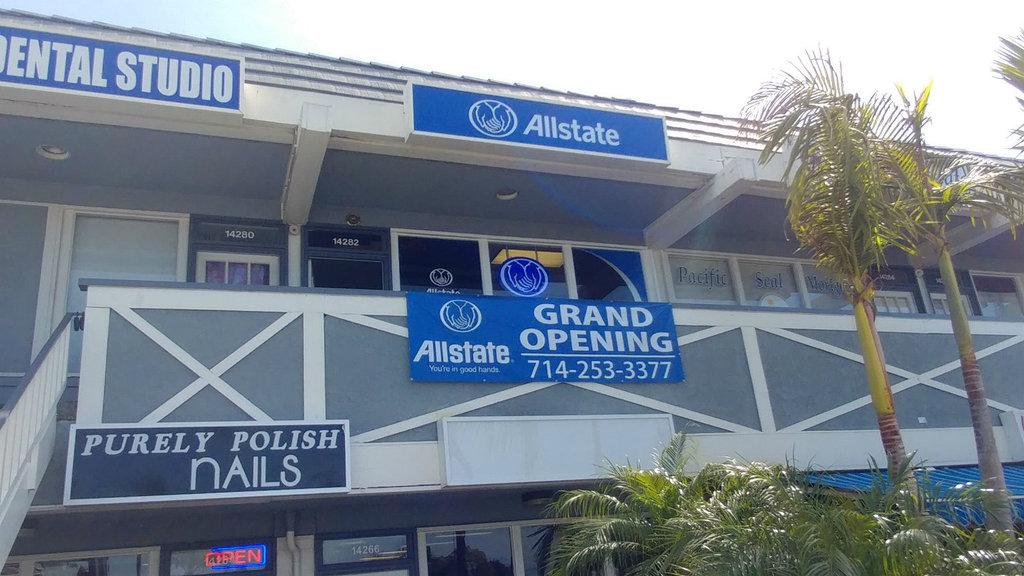 DENTAL STUDIO
Allstate
14280
14282
Allstate
Pacific Seal
Allstate
You're in good hands.
GRAND
OPENING
714-253-3377
PURELY POLISH
NAILS
OPEN
14266